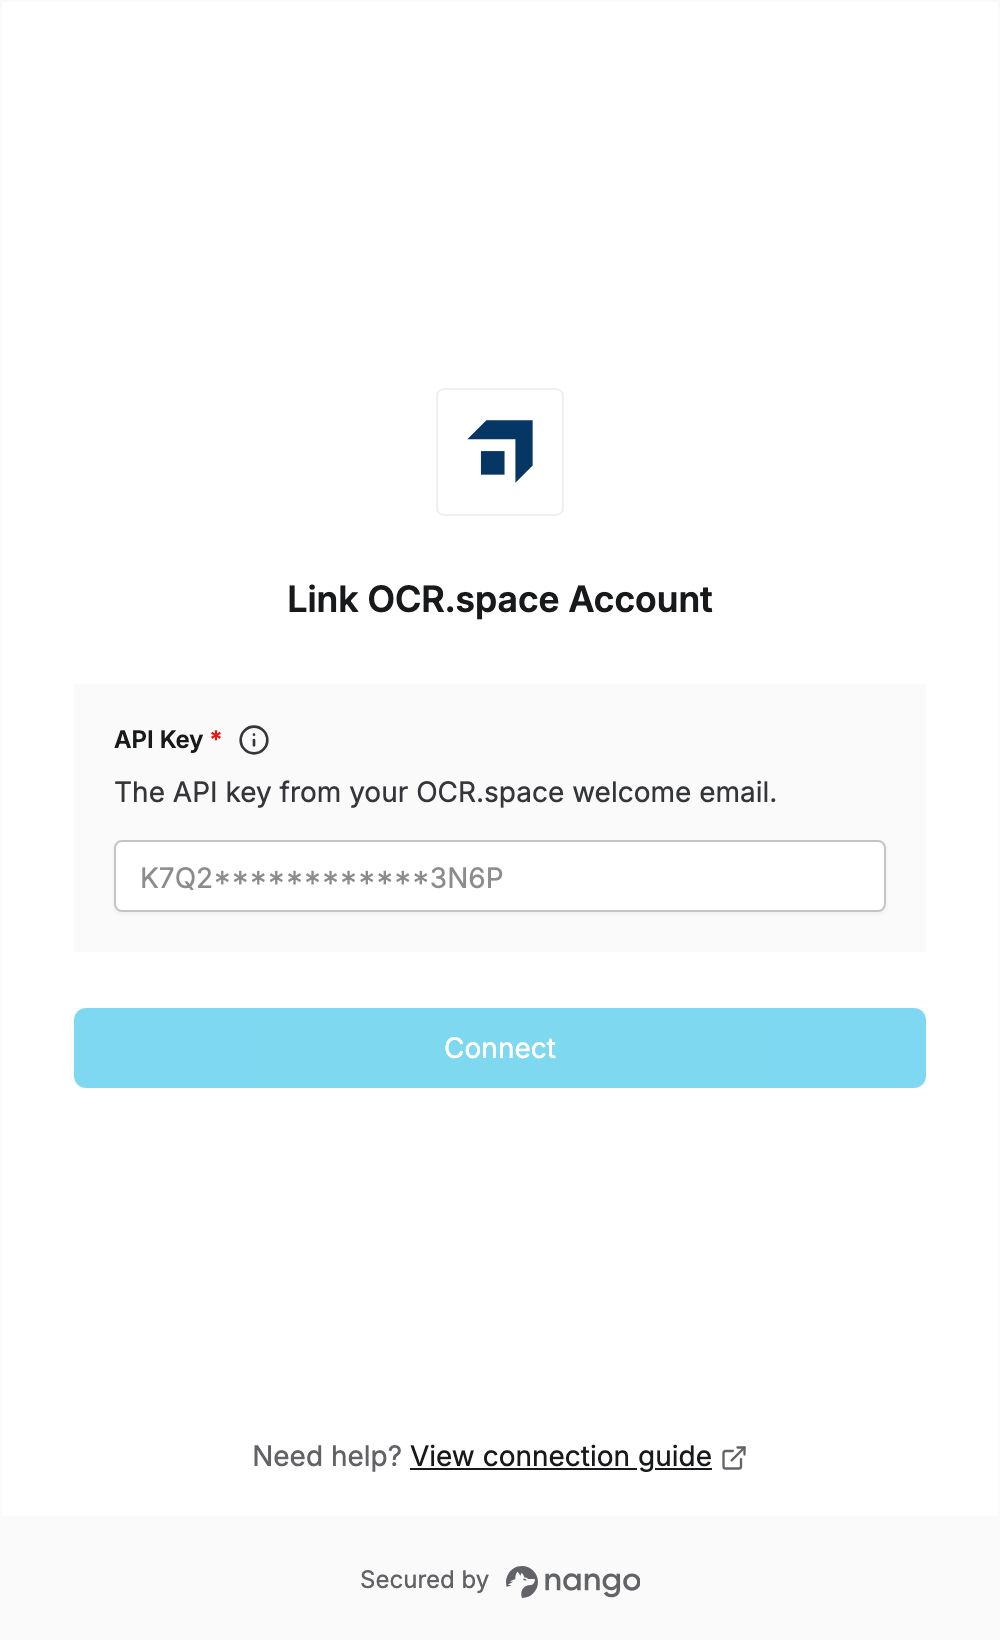 Link OCR.space Account
API Key *
The API key from your OCR.space welcome email.
K7Q2************3N6P
Connect
Need help? View connection guide
Secured by nango